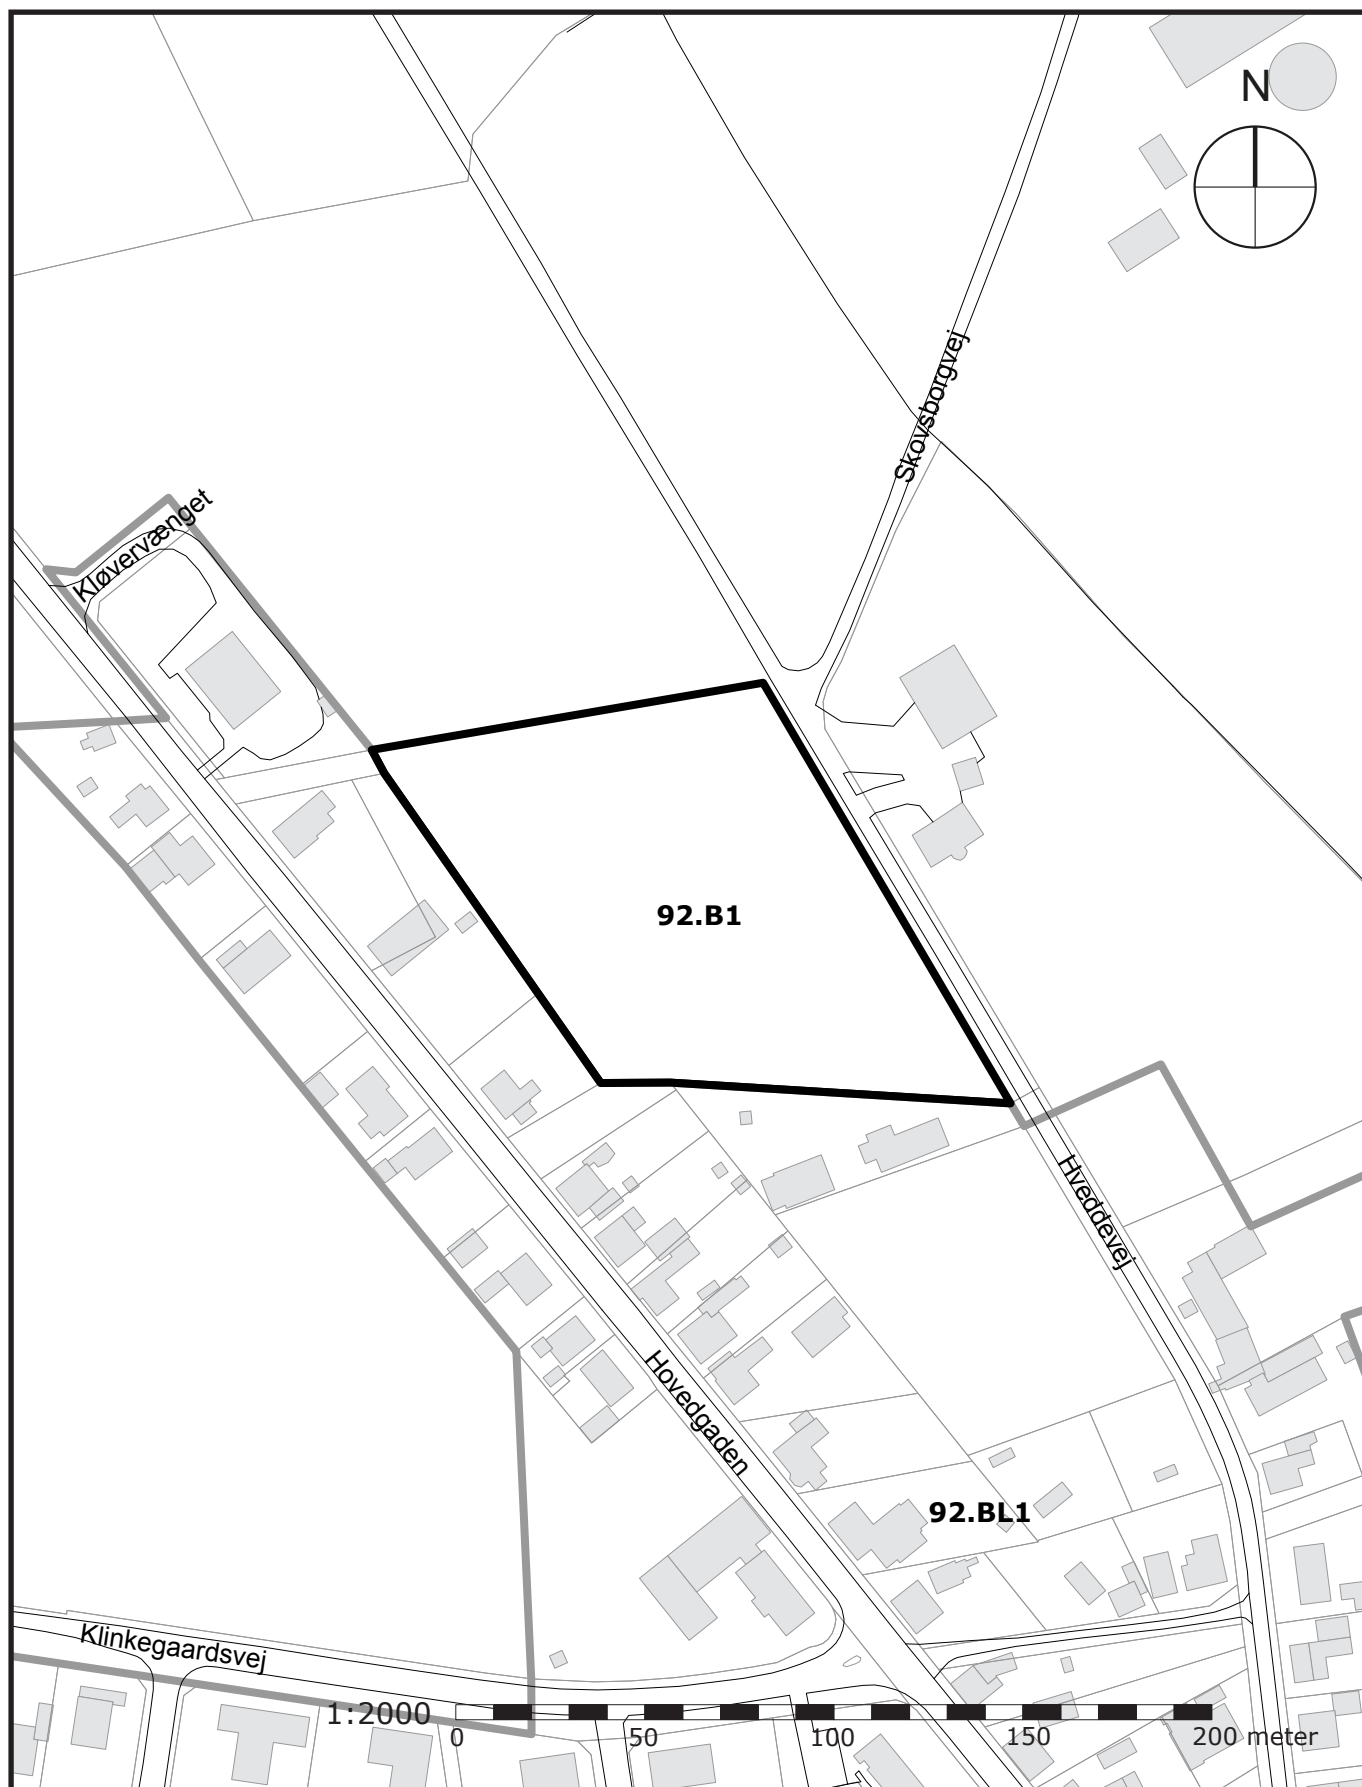 N
Skovsborgvej
Kløvervænget
92.B1
Hveddevej
Hovedgaden
92.BL1
Klinkegaardsvej
1:2000
0 50 100 150 200 meter